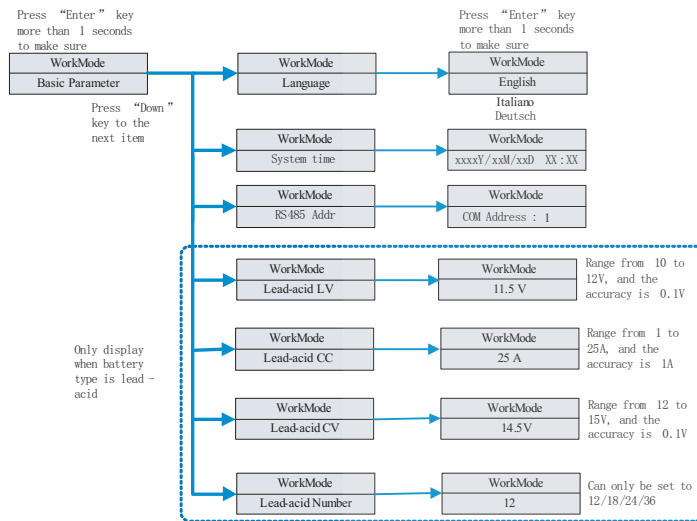 Press “Enter” key
more than 1 seconds
to make sure
WorkMode
Basic Parameter
Press “Down”
key to the
next item
WorkMode
Language
Press “Enter” key
more than 1 seconds
to make sure
WorkMode
English
Italiano
Deutsch
WorkMode
System time
WorkMode
xxxxY/xxM/xxD XX:XX
WorkMode
RS485 Addr
WorkMode
COM Address : 1
Only display
when battery
type is lead-
acid
WorkMode
Lead-acid LV
WorkMode
11.5 V
Range from 10 to
12V, and the
accuracy is 0.1V
WorkMode
Lead-acid CC
WorkMode
25 A
Range from 1 to
25A, and the
accuracy is 1A
WorkMode
Lead-acid CV
WorkMode
14.5V
Range from 12 to
15V, and the
accuracy is 0.1V
WorkMode
Lead-acid Number
WorkMode
12
Can only be set to
12/18/24/36